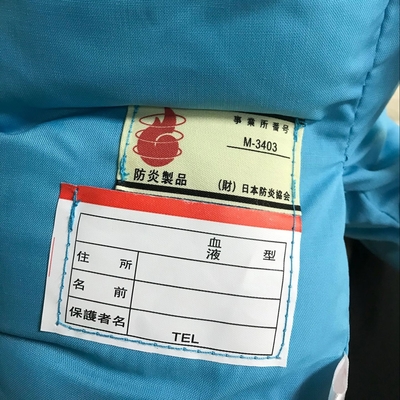 事業所番号
M-3403
防炎製品 (財)日本防炎協会
血液型
住所
名前
保護者名
TEL